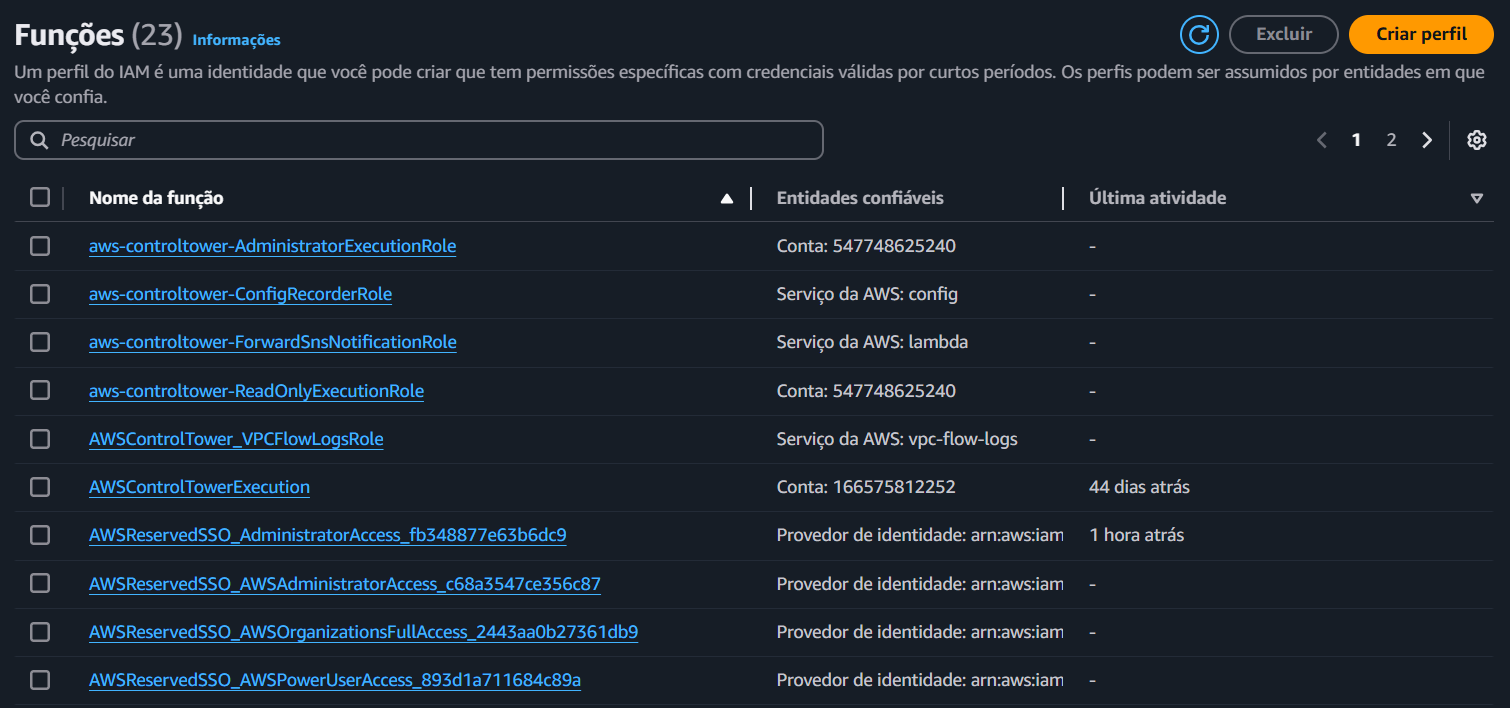 Funções (23) Informações
Excluir
Criar perfil
Um perfil do IAM é uma identidade que você pode criar que tem permissões específicas com credenciais válidas por curtos períodos. Os perfis podem ser assumidos por entidades em que
você confia.
Pesquisar
1 2
Nome da função Entidades confiáveis Última atividade
aws-controltower-AdministratorExecutionRole Conta: 547748625240 -
aws-controltower-ConfigRecorderRole Serviço da AWS: config -
aws-controltower-ForwardSnsNotificationRole Serviço da AWS: lambda -
aws-controltower-ReadOnlyExecutionRole Conta: 547748625240 -
AWSControlTower_VPCFlowLogsRole Serviço da AWS: vpc-flow-logs -
AWSControlTowerExecution Conta: 166575812252 44 dias atrás
AWSReservedSSO_AdministratorAccess_fb348877e63b6dc9 Provedor de identidade: arn:aws:iam 1 hora atrás
AWSReservedSSO_AWSAdministratorAccess_c68a3547ce356c87 Provedor de identidade: arn:aws:iam -
AWSReservedSSO_AWSOrganizationsFullAccess_2443aa0b27361db9 Provedor de identidade: arn:aws:iam -
AWSReservedSSO_AWSPowerUserAccess_893d1a711684c89a Provedor de identidade: arn:aws:iam -